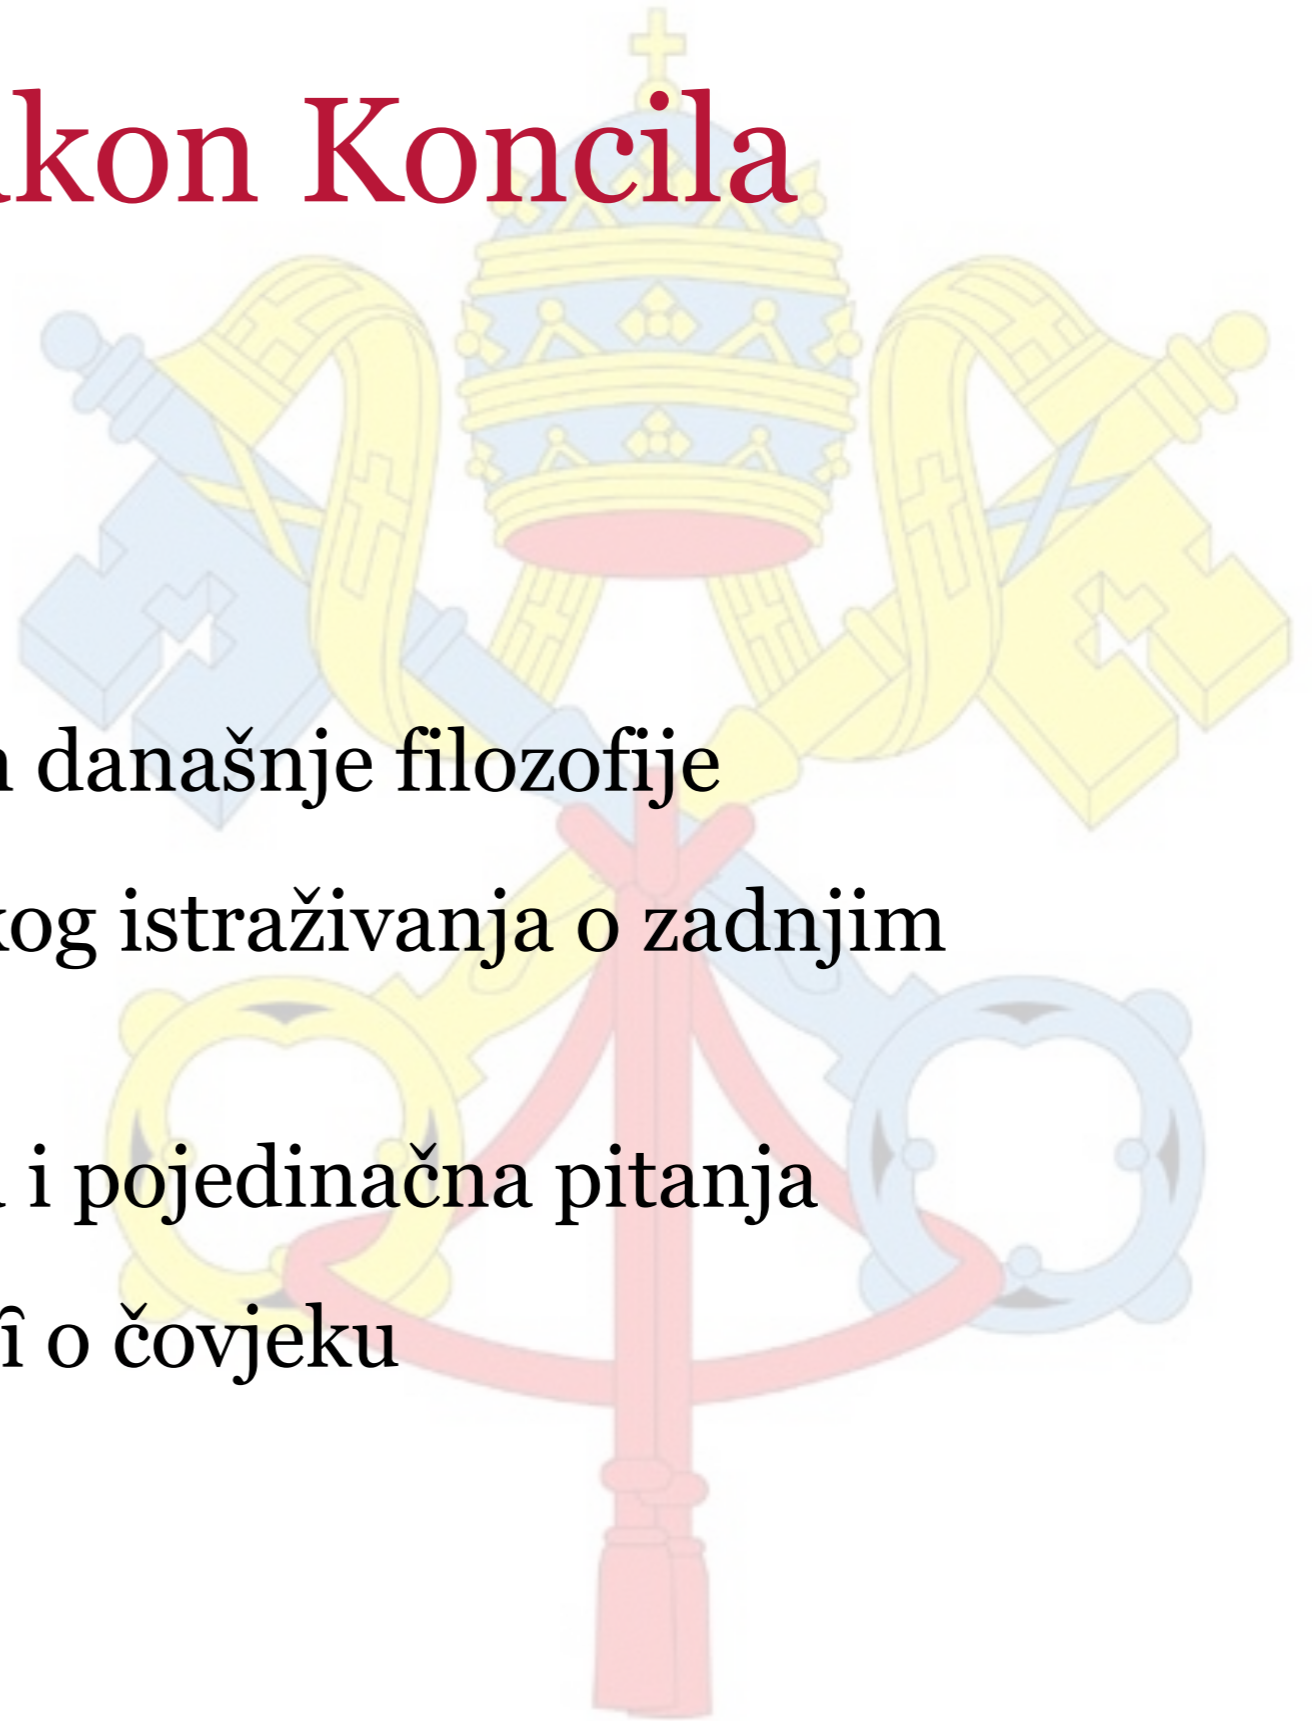 kon Koncila
današnje filozofije
kog istraživanja o zadnjim
i pojedinačna pitanja
î o čovjeku